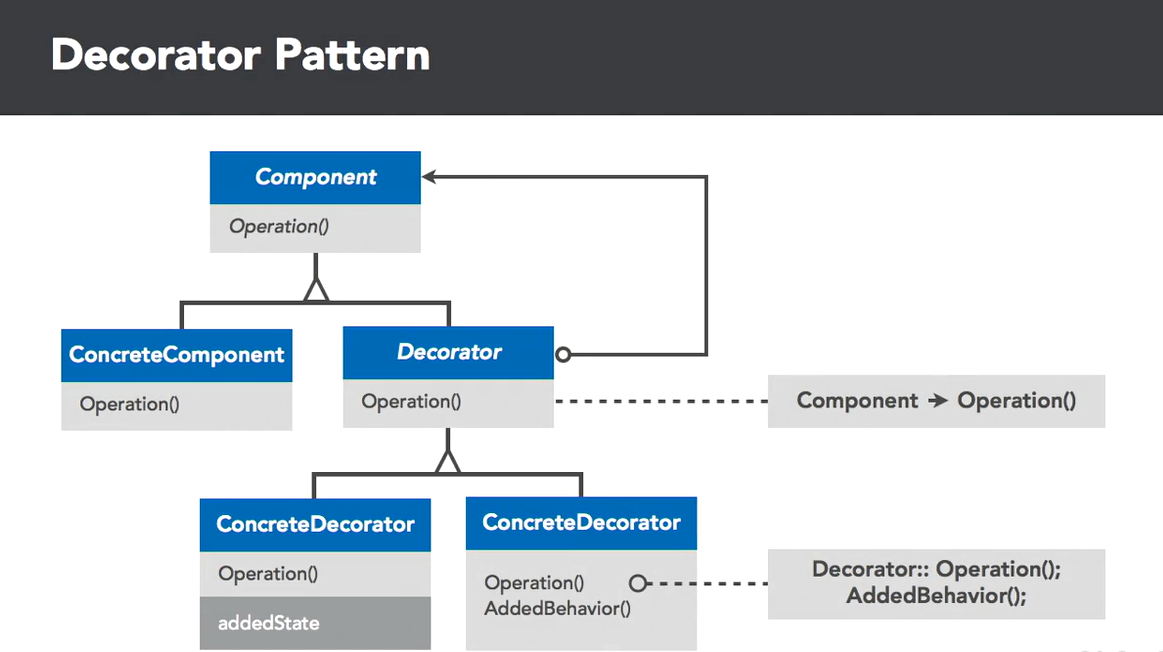 Decorator Pattern
Component
Operation()
ConcreteComponent
Operation()
Decorator
Operation()
Component → Operation()
ConcreteDecorator
Operation()
addedState
ConcreteDecorator
Operation()
AddedBehavior()
Decorator:: Operation();
AddedBehavior();